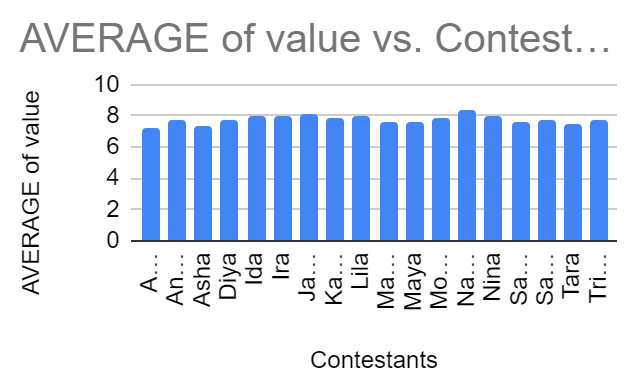 AVERAGE of value vs. Contest…
AVERAGE of value
10
8
6
4
2
0
A…
An…
Asha
Diya
Ida
Ira
Ja…
Ka…
Lila
Ma…
Maya
Mo…
Na…
Nina
Sa…
Sa…
Tara
Tri…
Contestants